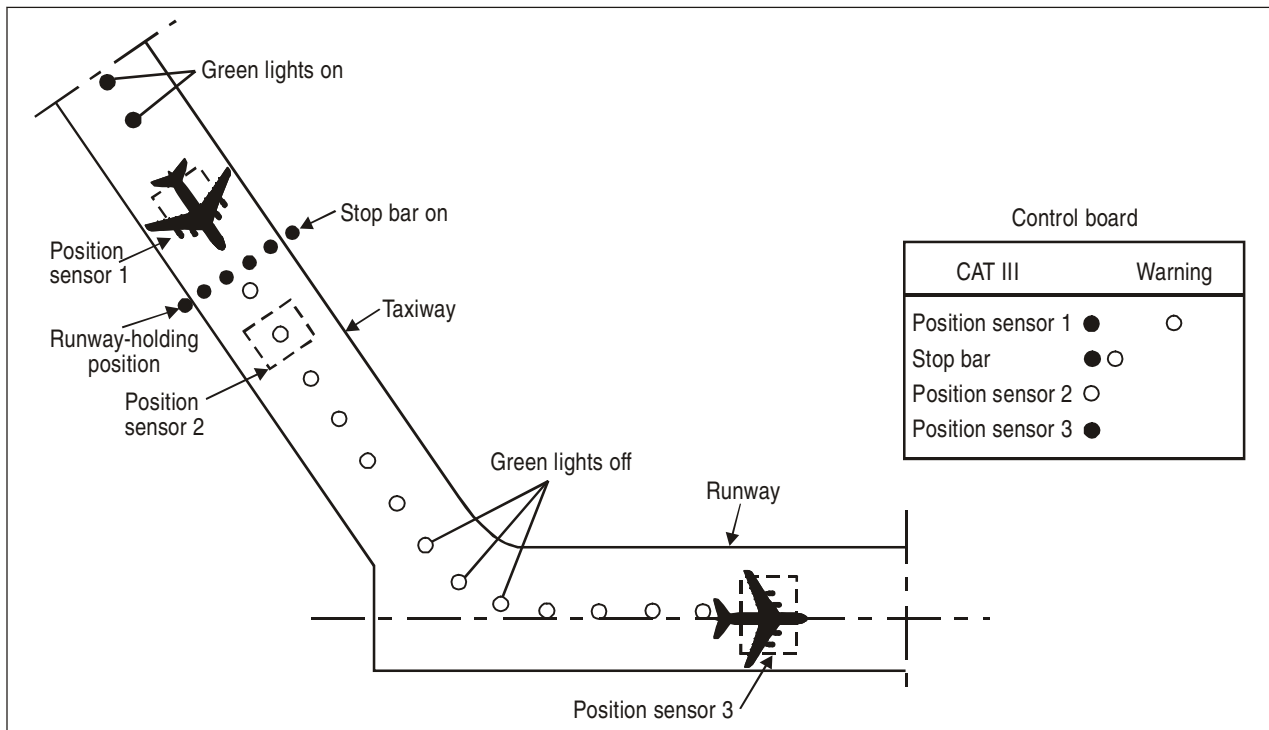 Green lights on
Stop bar on
Position
sensor 1
Taxiway
Runway-holding
position
Position
sensor 2
Green lights off
Runway
Position sensor 3
Control board
CAT III Warning
Position sensor 1
Stop bar
Position sensor 2
Position sensor 3